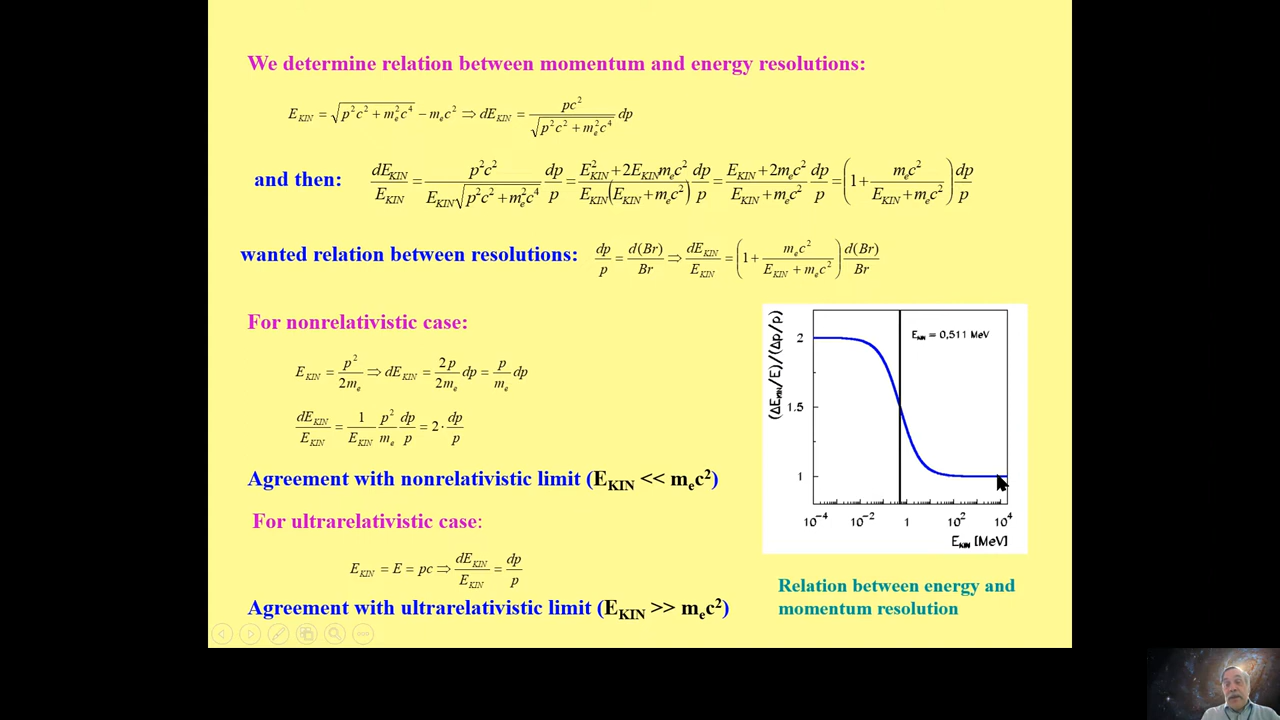 We determine relation between momentum and energy resolutions:
E_KIN = √(p²c² + m_e²c⁴) − m_ec² ⇒ dE_KIN = pc² / √(p²c² + m_e²c⁴) dp
and then: dE_KIN / E_KIN = p²c² / (E_KIN√(p²c² + m_e²c⁴)) dp/p = (E²_KIN + 2E_KIN m_ec²) / (E_KIN(E_KIN + m_ec²)) dp/p = (E_KIN + 2m_ec²) / (E_KIN + m_ec²) dp/p = (1 + m_ec² / (E_KIN + m_ec²)) dp/p
wanted relation between resolutions: dp/p = d(Br)/Br ⇒ dE_KIN / E_KIN = (1 + m_ec² / (E_KIN + m_ec²)) d(Br)/Br
For nonrelativistic case:
E_KIN = p² / 2m_e ⇒ dE_KIN = 2p / 2m_e dp = p / m_e dp
dE_KIN / E_KIN = 1 / E_KIN p² / m_e dp/p = 2 · dp/p
Agreement with nonrelativistic limit (E_KIN << m_ec²)
For ultrarelativistic case:
E_KIN = E = pc ⇒ dE_KIN / E_KIN = dp/p
Agreement with ultrarelativistic limit (E_KIN >> m_ec²)
(ΔE_KIN/E)/(Δp/p)
E_KIN = 0,511 MeV
2
1.5
1
10⁻⁴ 10⁻² 1 10² 10⁴
E_KIN [MeV]
Relation between energy and
momentum resolution